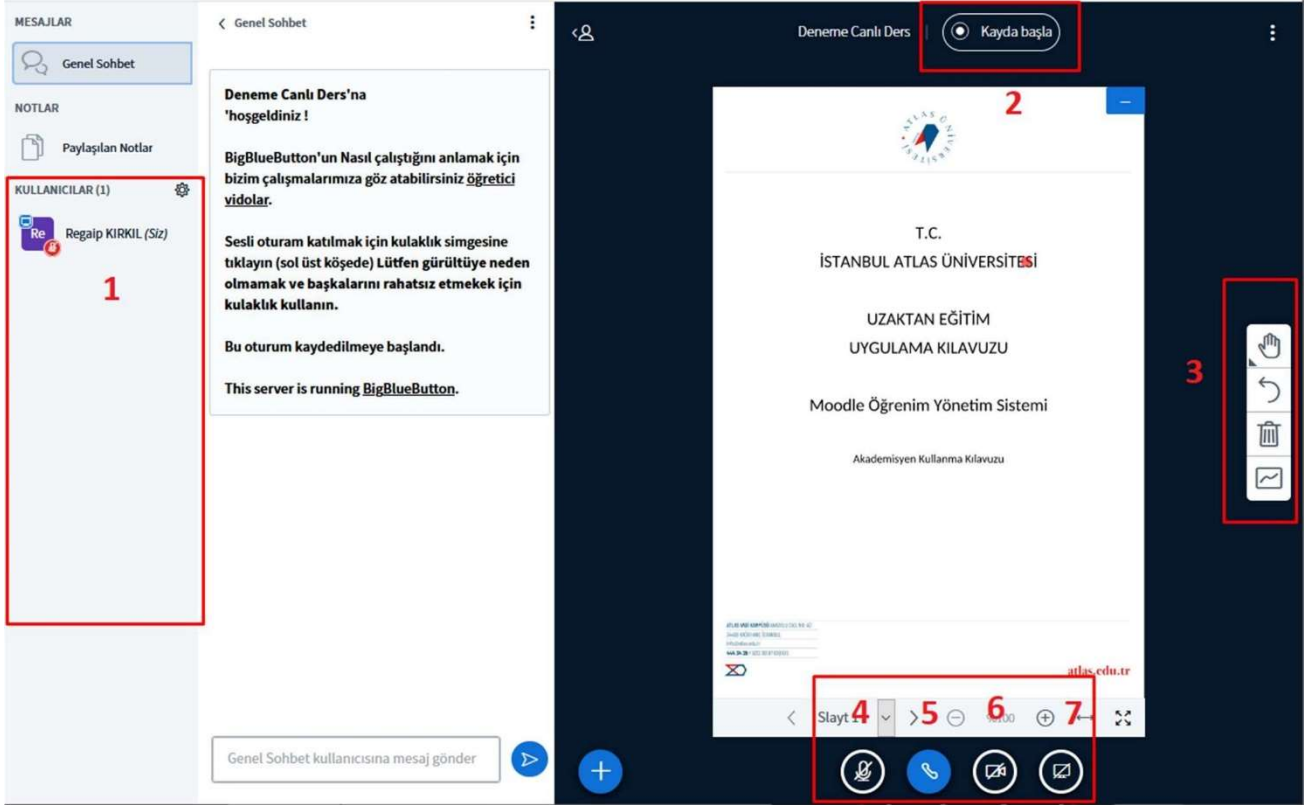 MESAJLAR
Genel Sohbet
NOTLAR
Paylaşılan Notlar
KULLANICILAR (1)
Re
Regaip KIRKIL (Siz)
1
Genel Sohbet
Deneme Canlı Ders'na
'hoşgeldiniz !
BigBlueButton'un Nasıl çalıştığını anlamak için
bizim çalışmalarımıza göz atabilirsiniz öğretici
vidolar.
Sesli oturam katılmak için kulaklık simgesine
tıklayın (sol üst köşede) Lütfen gürültüye neden
olmamak ve başkalarını rahatsız etmekek için
kulaklık kullanın.
Bu oturum kaydedilmeye başlandı.
This server is running BigBlueButton.
Genel Sohbet kullanıcısına mesaj gönder
Deneme Canlı Ders
Kayda başla
2
ATLAS ÜNİVERSİTESİ
T.C.
İSTANBUL ATLAS ÜNİVERSİTESİ
UZAKTAN EĞİTİM
UYGULAMA KILAVUZU
Moodle Öğrenim Yönetim Sistemi
Akademisyen Kullanma Kılavuzu
3
atlas.edu.tr
Slayt 1
4
5
6
7